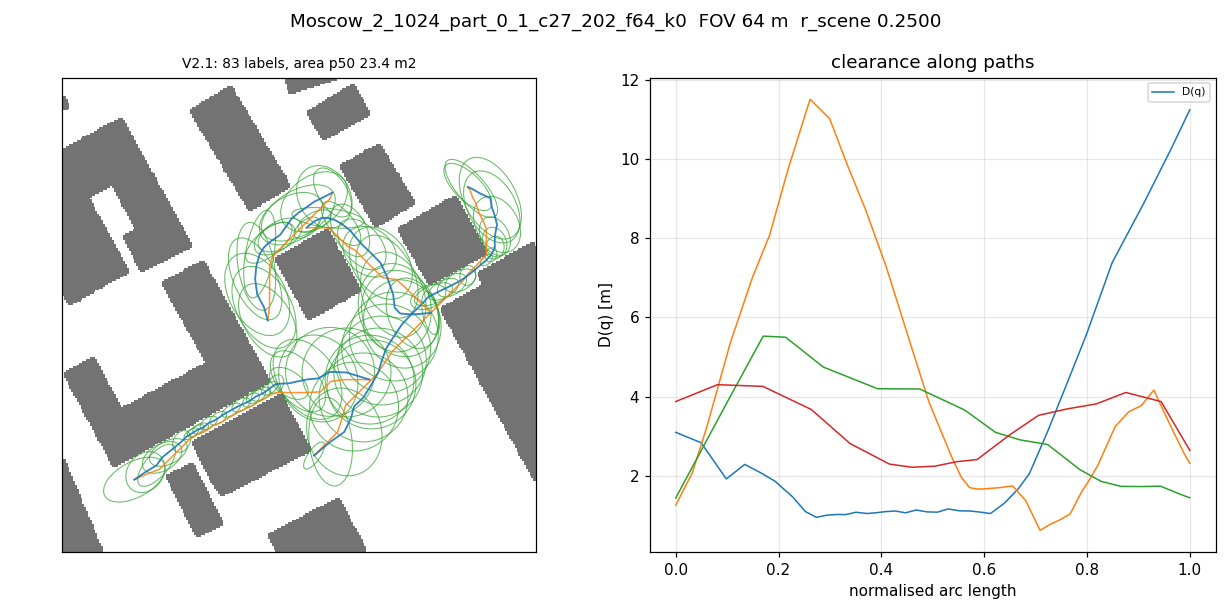 Moscow_2_1024_part_0_1_c27_202_f64_k0  FOV 64 m  r_scene 0.2500
V2.1: 83 labels, area p50 23.4 m2
clearance along paths
D(q)
12
10
8
6
4
2
D(q) [m]
0.0 0.2 0.4 0.6 0.8 1.0
normalised arc length